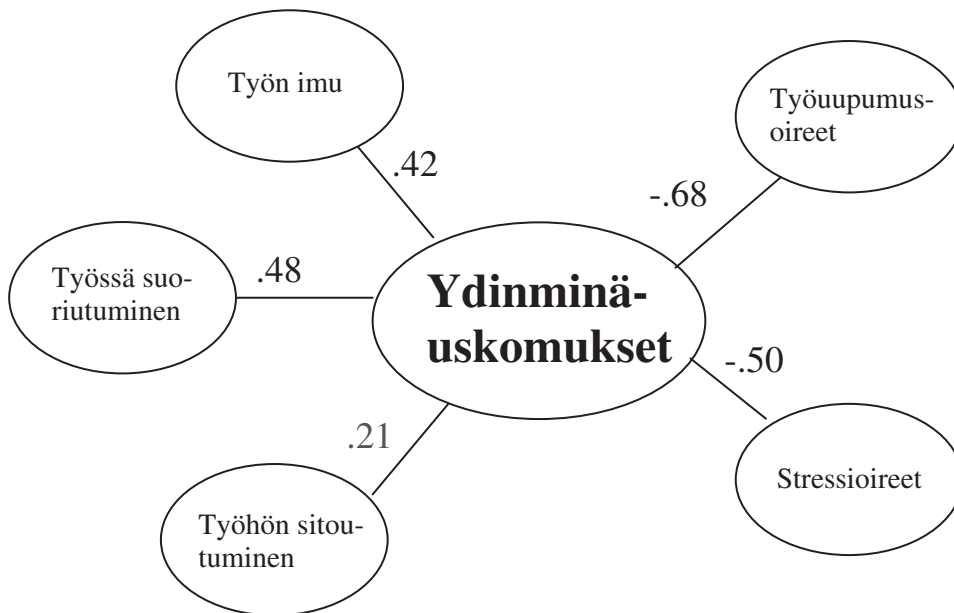 Työn imu
Työuupumus-
oireet
.42
-.68
Työssä suo-
riutuminen
.48
Ydinminä-
uskomukset
-.50
.21
Stressioireet
Työhön sitou-
tuminen